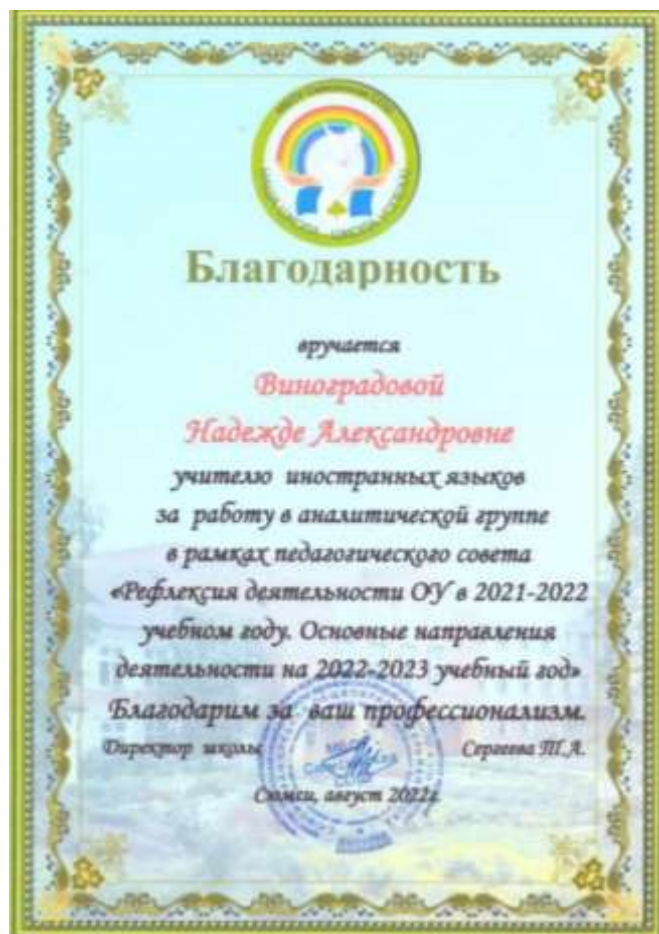 Благодарность
вручается
Виноградовой
Надежде Александровне
учителю иностранных языков
за работу в аналитической группе
в рамках педагогического совета
«Рефлексия деятельности ОУ в 2021-2022
учебном году. Основные направления
деятельности на 2022-2023 учебный год»
Благодарим за ваш профессионализм.
Директор школы Сергеева Т.А.
Сюмси, август 2022г.